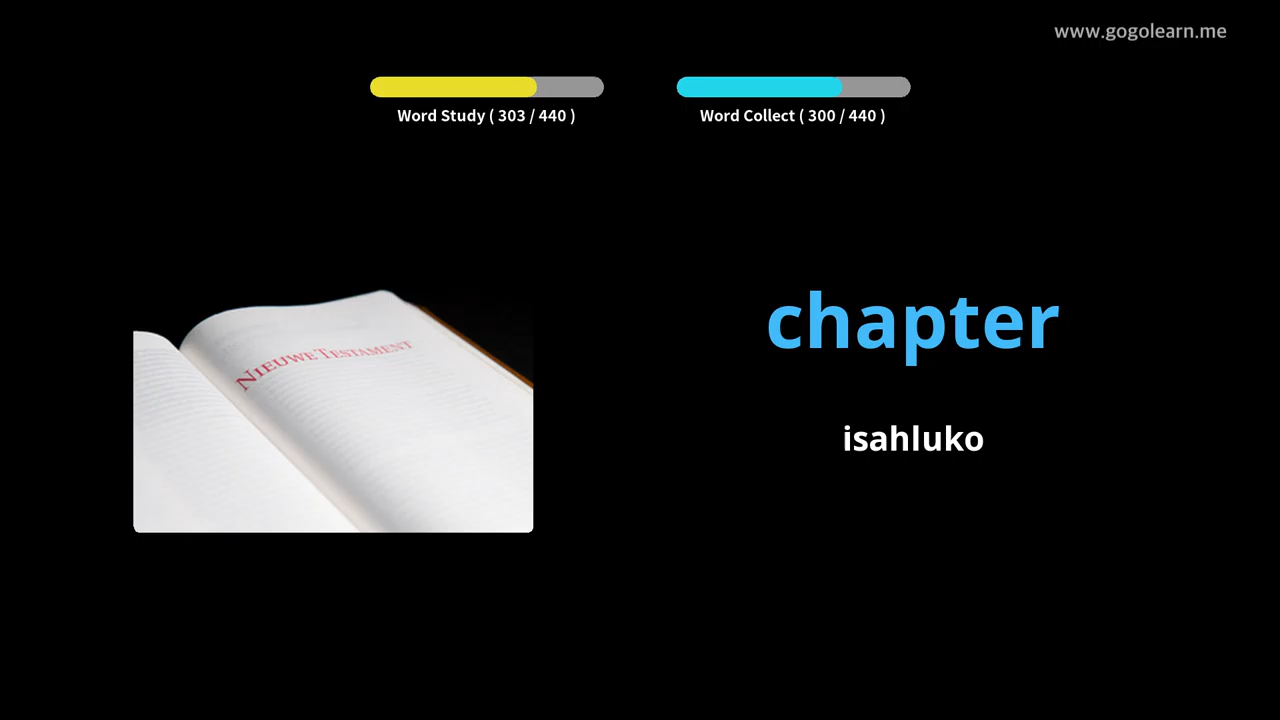 www.gogolearn.me
Word Study ( 303 / 440 )
Word Collect ( 300 / 440 )
NIEUWE TESTAMENT
chapter
isahluko